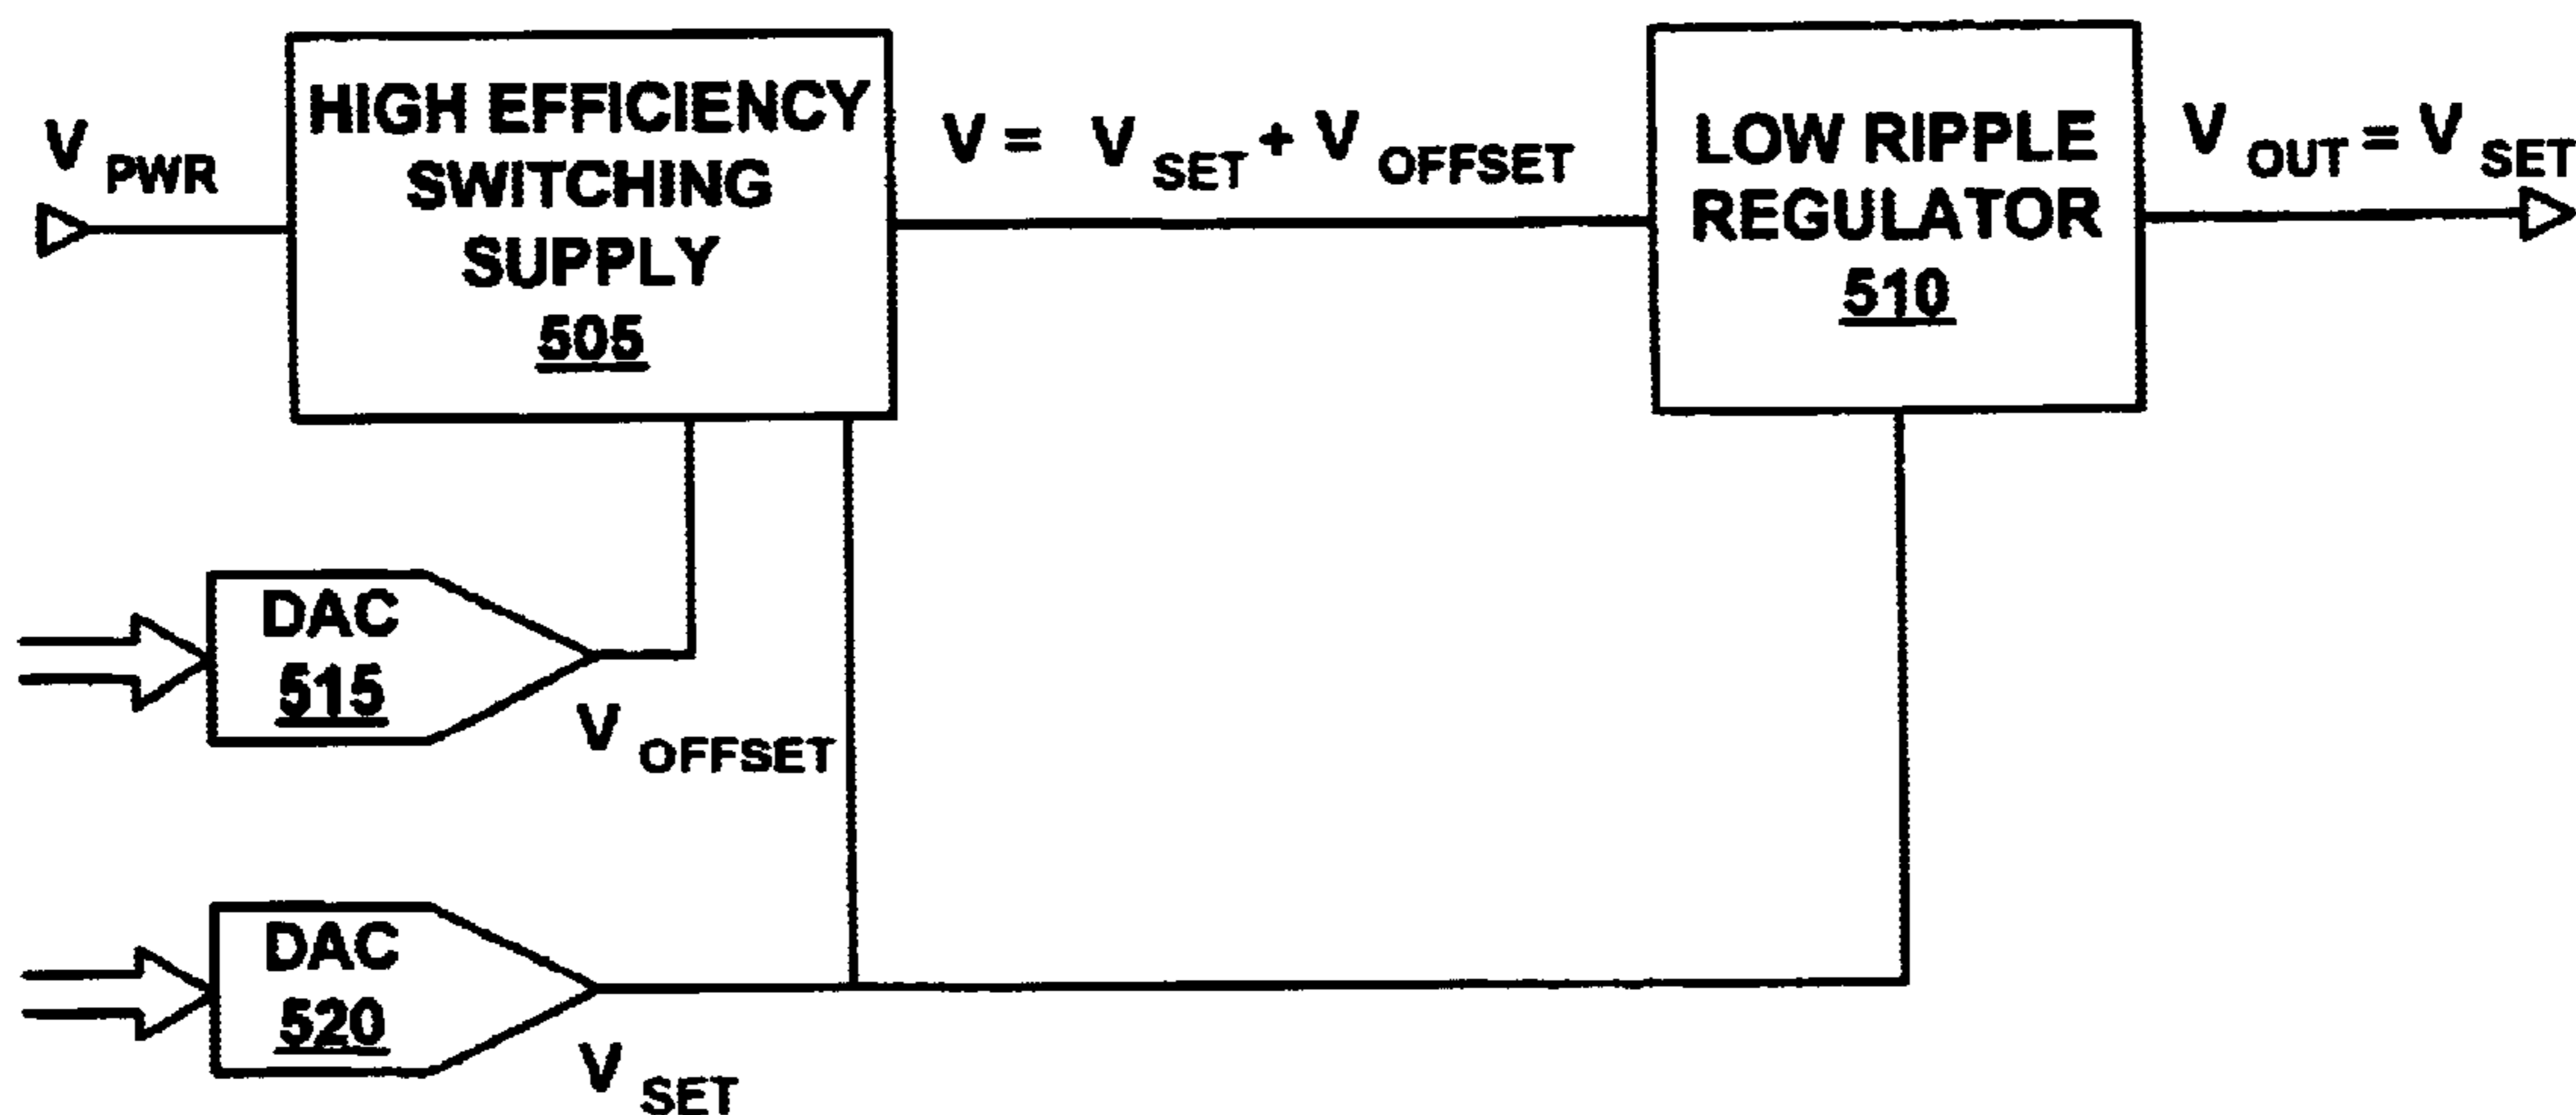 V PWR
HIGH EFFICIENCY
SWITCHING
SUPPLY
505
V = V SET + V OFFSET
LOW RIPPLE
REGULATOR
510
V OUT = V SET
DAC
515
V OFFSET
DAC
520
V SET